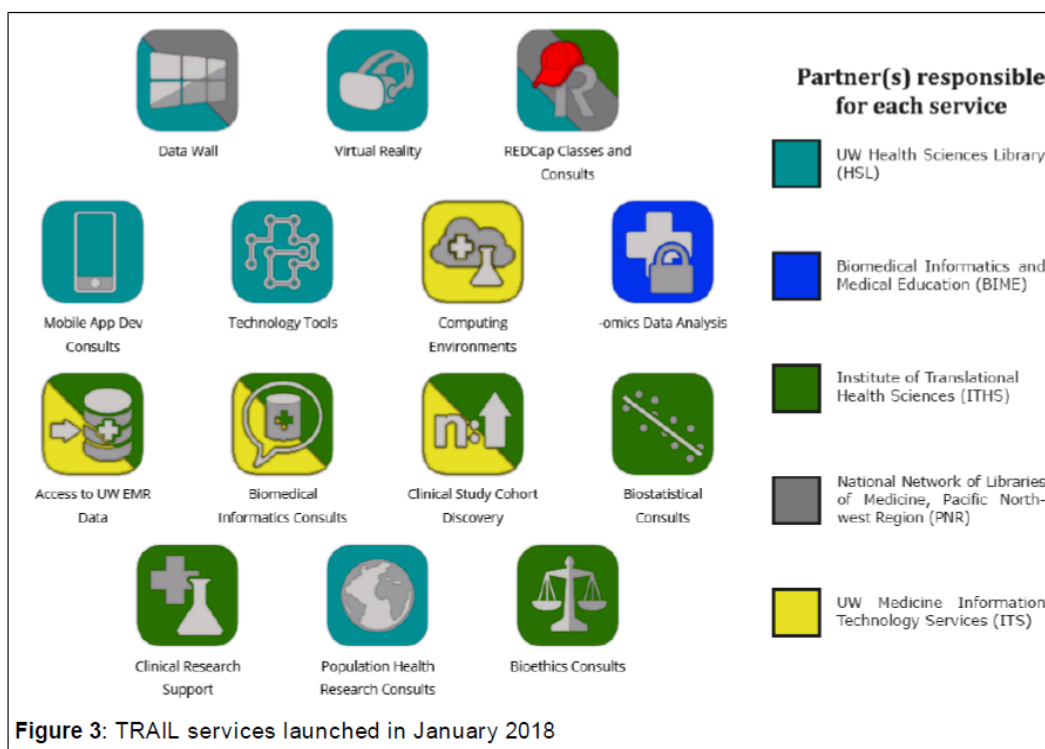 Data Wall
Virtual Reality
REDCap Classes and
Consults
Mobile App Dev
Consults
Technology Tools
Computing
Environments
-omics Data Analysis
n:
Access to UW EMR
Data
Biomedical
Informatics Consults
Clinical Study Cohort
Discovery
Biostatistical
Consults
Clinical Research
Support
Population Health
Research Consults
Bioethics Consults
R
Partner(s) responsible
for each service
UW Health Sciences Library
(HSL)
Biomedical Informatics and
Medical Education (BIME)
Institute of Translational
Health Sciences (ITHS)
National Network of Libraries
of Medicine, Pacific North-
west Region (PNR)
UW Medicine Information
Technology Services (ITS)
Figure 3: TRAIL services launched in January 2018